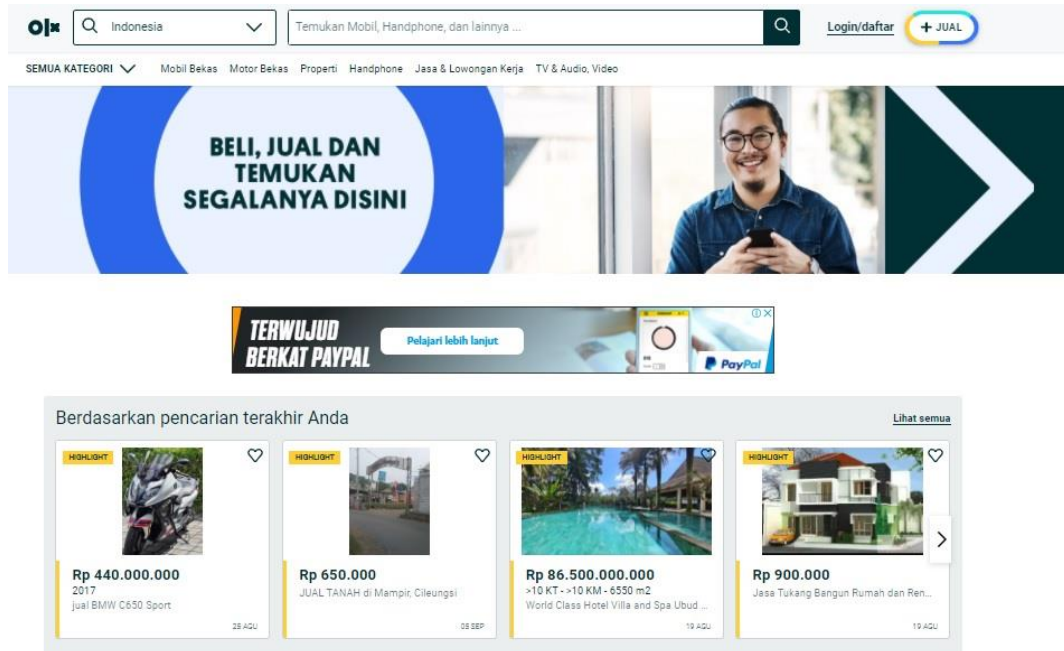 olx
Indonesia
Temukan Mobil, Handphone, dan lainnya ...
Login/daftar
+ JUAL
SEMUA KATEGORI
Mobil Bekas Motor Bekas Properti Handphone Jasa & Lowongan Kerja TV & Audio, Video
BELI, JUAL DAN
TEMUKAN
SEGALANYA DISINI
TERWUJUD
BERKAT PAYPAL
Pelajari lebih lanjut
PayPal
Berdasarkan pencarian terakhir Anda
Lihat semua
HIGHLIGHT
Rp 440.000.000
2017
jual BMW C650 Sport
28 AGU
HIGHLIGHT
Rp 650.000
JUAL TANAH di Mampir, Cileungsi
HIGHLIGHT
Rp 86.500.000.000
>10 KT - >10 KM - 6550 m2
World Class Hotel Villa and Spa Ubud ...
19 AGU
HIGHLIGHT
Rp 900.000
Jasa Tukang Bangun Rumah dan Ren...
19 AGU